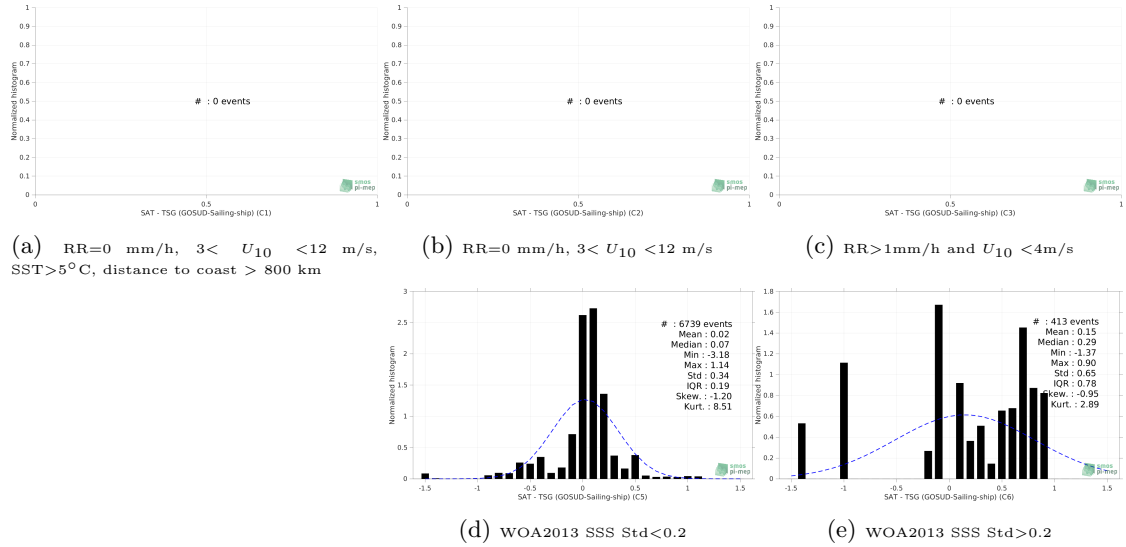 1
0.9
0.8
0.7
0.6
0.5
0.4
0.3
0.2
0.1
0
Normalized histogram
# : 0 events
smos
pi-mep
0 0.5 1
SAT - TSG (GOSUD-Sailing-ship) (C1)
(a) RR=0 mm/h, 3< U10 <12 m/s,
SST>5°C, distance to coast > 800 km
1
0.9
0.8
0.7
0.6
0.5
0.4
0.3
0.2
0.1
0
Normalized histogram
# : 0 events
smos
pi-mep
0 0.5 1
SAT - TSG (GOSUD-Sailing-ship) (C2)
(b) RR=0 mm/h, 3< U10 <12 m/s
1
0.9
0.8
0.7
0.6
0.5
0.4
0.3
0.2
0.1
0
Normalized histogram
# : 0 events
smos
pi-mep
0 0.5 1
SAT - TSG (GOSUD-Sailing-ship) (C3)
(c) RR>1mm/h and U10 <4m/s
3
2.5
2
1.5
1
0.5
0
Normalized histogram
# : 6739 events
Mean : 0.02
Median : 0.07
Min : -3.18
Max : 1.14
Std : 0.34
IQR : 0.19
Skew. : -1.20
Kurt. : 8.51
smos
pi-mep
-1.5 -1 -0.5 0 0.5 1 1.5
SAT - TSG (GOSUD-Sailing-ship) (C5)
(d) WOA2013 SSS Std<0.2
1.8
1.6
1.4
1.2
1
0.8
0.6
0.4
0.2
0
Normalized histogram
# : 413 events
Mean : 0.15
Median : 0.29
Min : -1.37
Max : 0.90
Std : 0.65
IQR : 0.78
Skew. : -0.95
Kurt. : 2.89
smos
pi-mep
-1.5 -1 -0.5 0 0.5 1 1.5
SAT - TSG (GOSUD-Sailing-ship) (C6)
(e) WOA2013 SSS Std>0.2